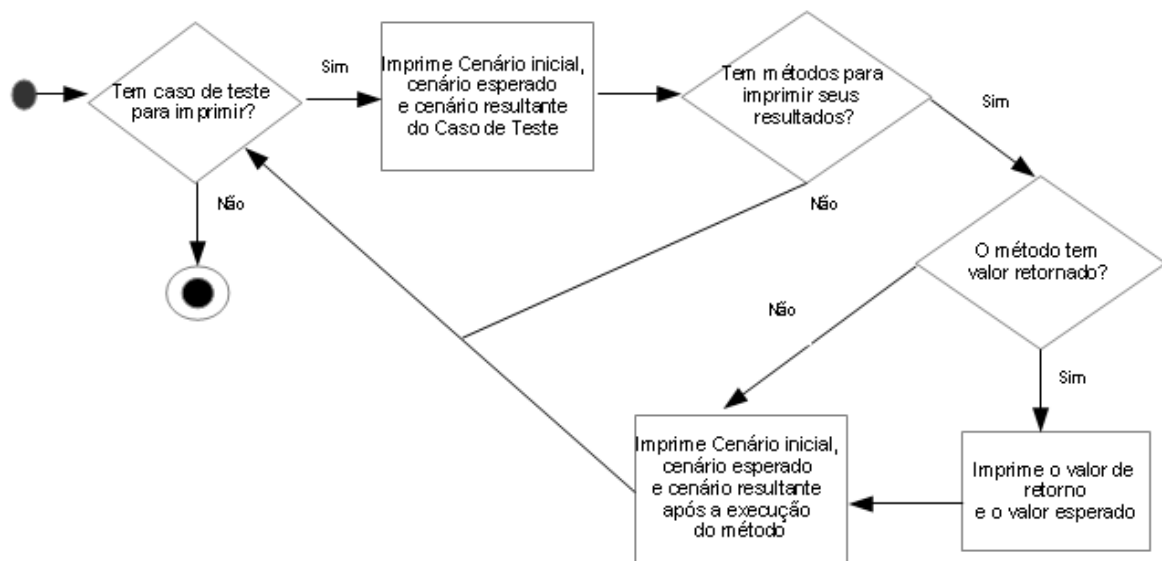 Tem caso de teste
para imprimir?
Sim
Imprime Cenário inicial,
cenário esperado
e cenário resultante
do Caso de Teste
Tem métodos para
imprimir seus
resultados?
Sim
Não
Não
O método tem
valor retornado?
Não
Sim
Imprime Cenário inicial,
cenário esperado
e cenário resultante
após a execução
do método
Imprime o valor de
retorno
e o valor esperado